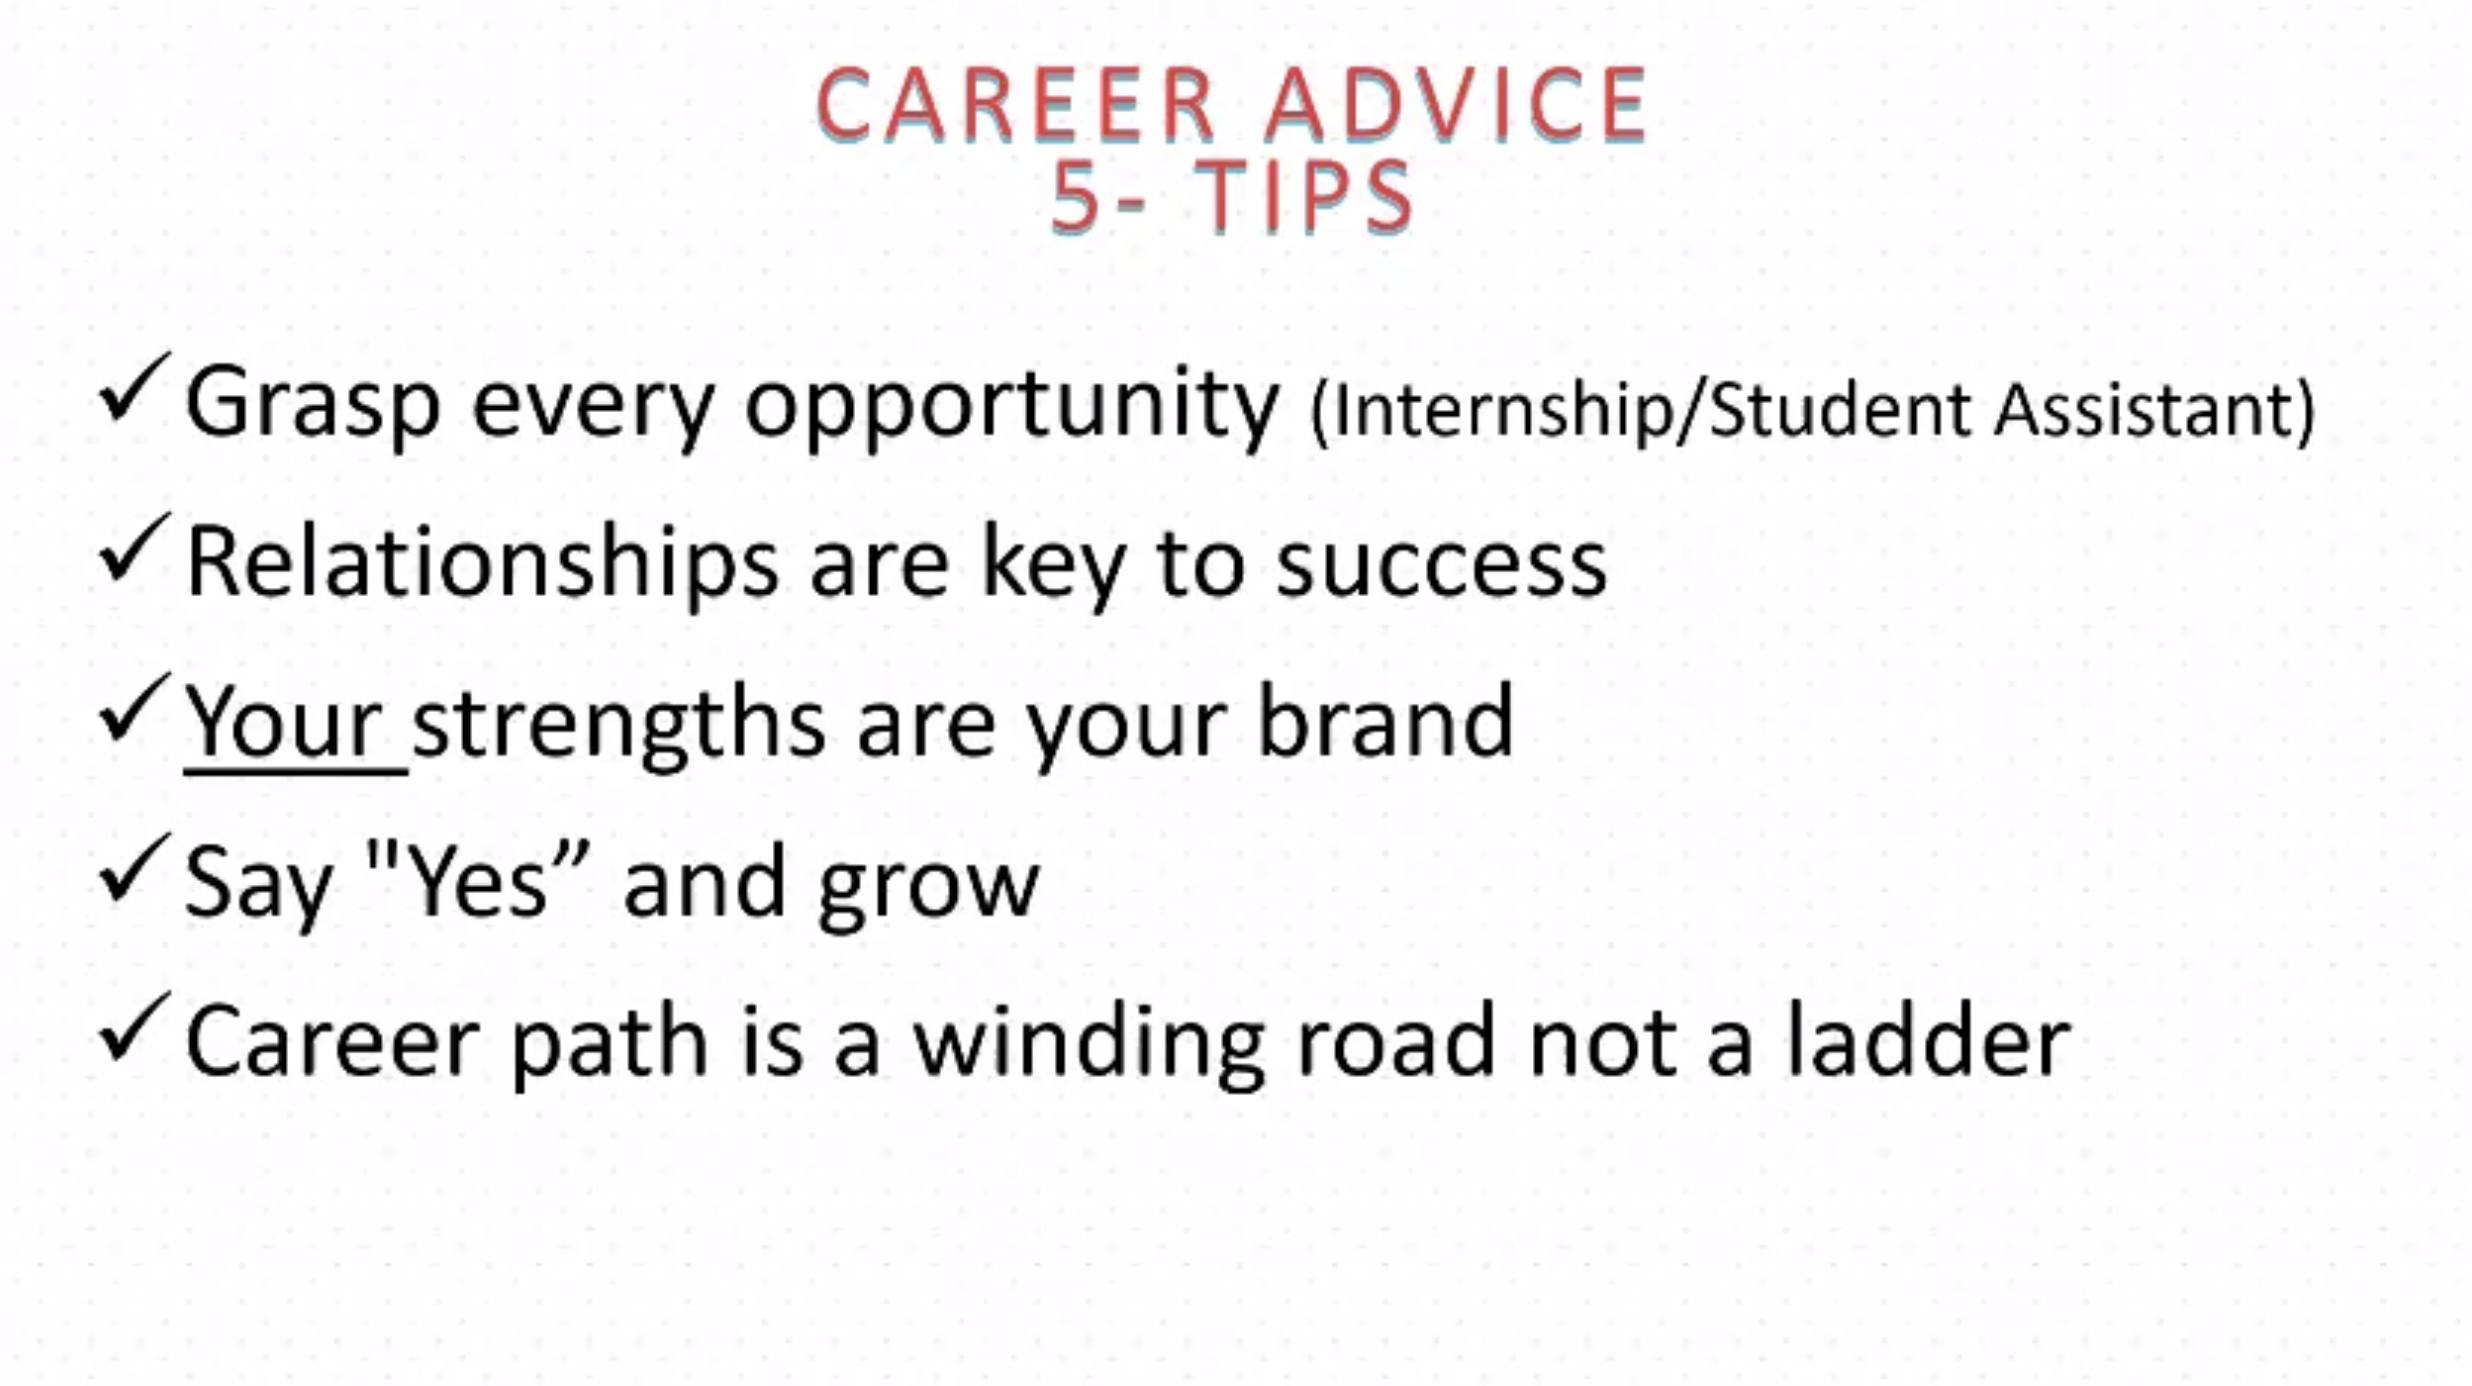 CAREER ADVICE
5- TIPS
✓ Grasp every opportunity (Internship/Student Assistant)
✓ Relationships are key to success
✓ Your strengths are your brand
✓ Say "Yes” and grow
✓ Career path is a winding road not a ladder